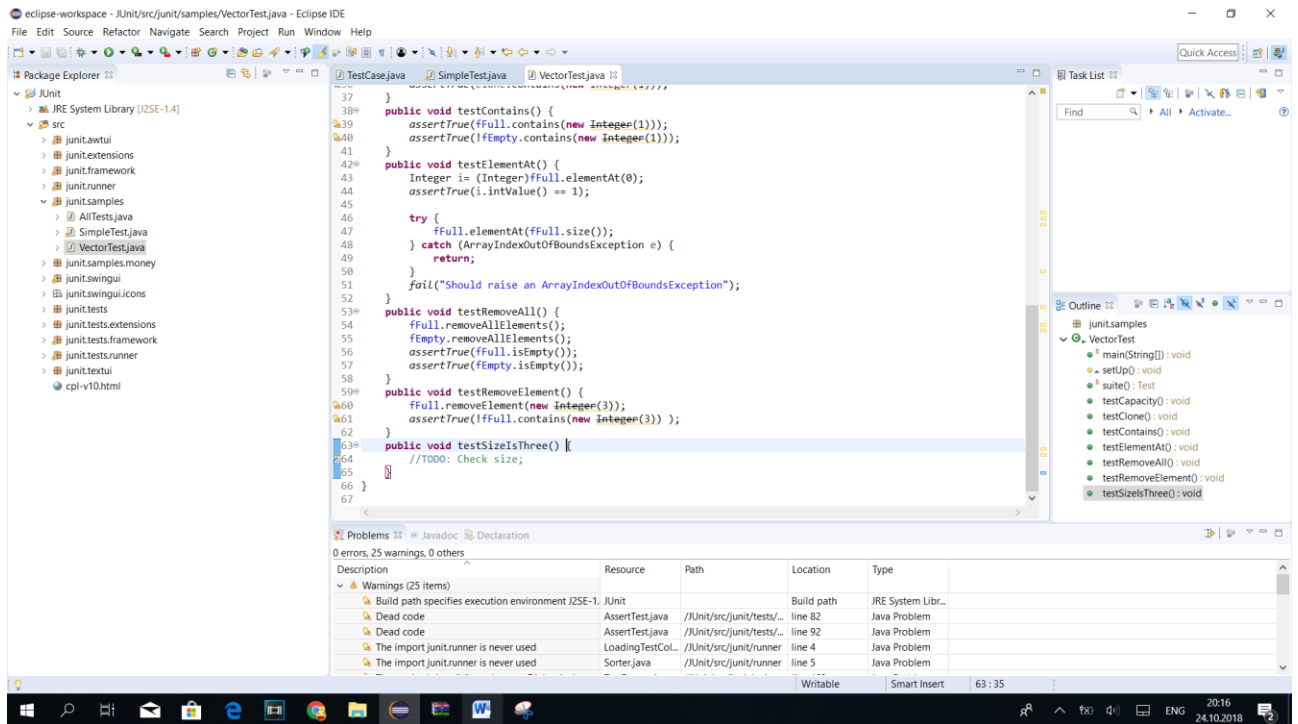 eclipse-workspace - JUnit/src/junit/samples/VectorTest.java - Eclipse IDE
File Edit Source Refactor Navigate Search Project Run Window Help
Quick Access
Package Explorer
JUnit
JRE System Library [J2SE-1.4]
src
junit.awtui
junit.extensions
junit.framework
junit.runner
junit.samples
AllTests.java
SimpleTest.java
VectorTest.java
junit.samples.money
junit.swingui
junit.swingui.icons
junit.tests
junit.tests.extensions
junit.tests.framework
junit.tests.runner
junit.textui
cpl-v10.html
TestCase.java SimpleTest.java VectorTest.java
37 }
38 public void testContains() {
39 assertTrue(fFull.contains(new Integer(1)));
40 assertTrue(!fEmpty.contains(new Integer(1)));
41 }
42 public void testElementAt() {
43 Integer i= (Integer)fFull.elementAt(0);
44 assertTrue(i.intValue() == 1);
45
46 try {
47 fFull.elementAt(fFull.size());
48 } catch (ArrayIndexOutOfBoundsException e) {
49 return;
50 }
51 fail("Should raise an ArrayIndexOutOfBoundsException");
52 }
53 public void testRemoveAll() {
54 fFull.removeAllElements();
55 fEmpty.removeAllElements();
56 assertTrue(fFull.isEmpty());
57 assertTrue(fEmpty.isEmpty());
58 }
59 public void testRemoveElement() {
60 fFull.removeElement(new Integer(3));
61 assertTrue(!fFull.contains(new Integer(3)) );
62 }
63 public void testSizeIsThree() {
64 //TODO: Check size;
65 }
66 }
67
Task List
Find All Activate...
Outline
junit.samples
VectorTest
main(String[]) : void
setUp() : void
suite() : Test
testCapacity() : void
testClone() : void
testContains() : void
testElementAt() : void
testRemoveAll() : void
testRemoveElement() : void
testSizeIsThree() : void
Problems Javadoc Declaration
0 errors, 25 warnings, 0 others
Description Resource Path Location Type
Warnings (25 items)
Build path specifies execution environment J2SE-1. JUnit Build path JRE System Libr...
Dead code AssertTest.java /JUnit/src/junit/tests/... line 82 Java Problem
Dead code AssertTest.java /JUnit/src/junit/tests/... line 92 Java Problem
The import junit.runner is never used LoadingTestCol... /JUnit/src/junit/runner line 4 Java Problem
The import junit.runner is never used Sorter.java /JUnit/src/junit/runner line 5 Java Problem
Writable Smart Insert 63 : 35
ENG 20:16
24.10.2018